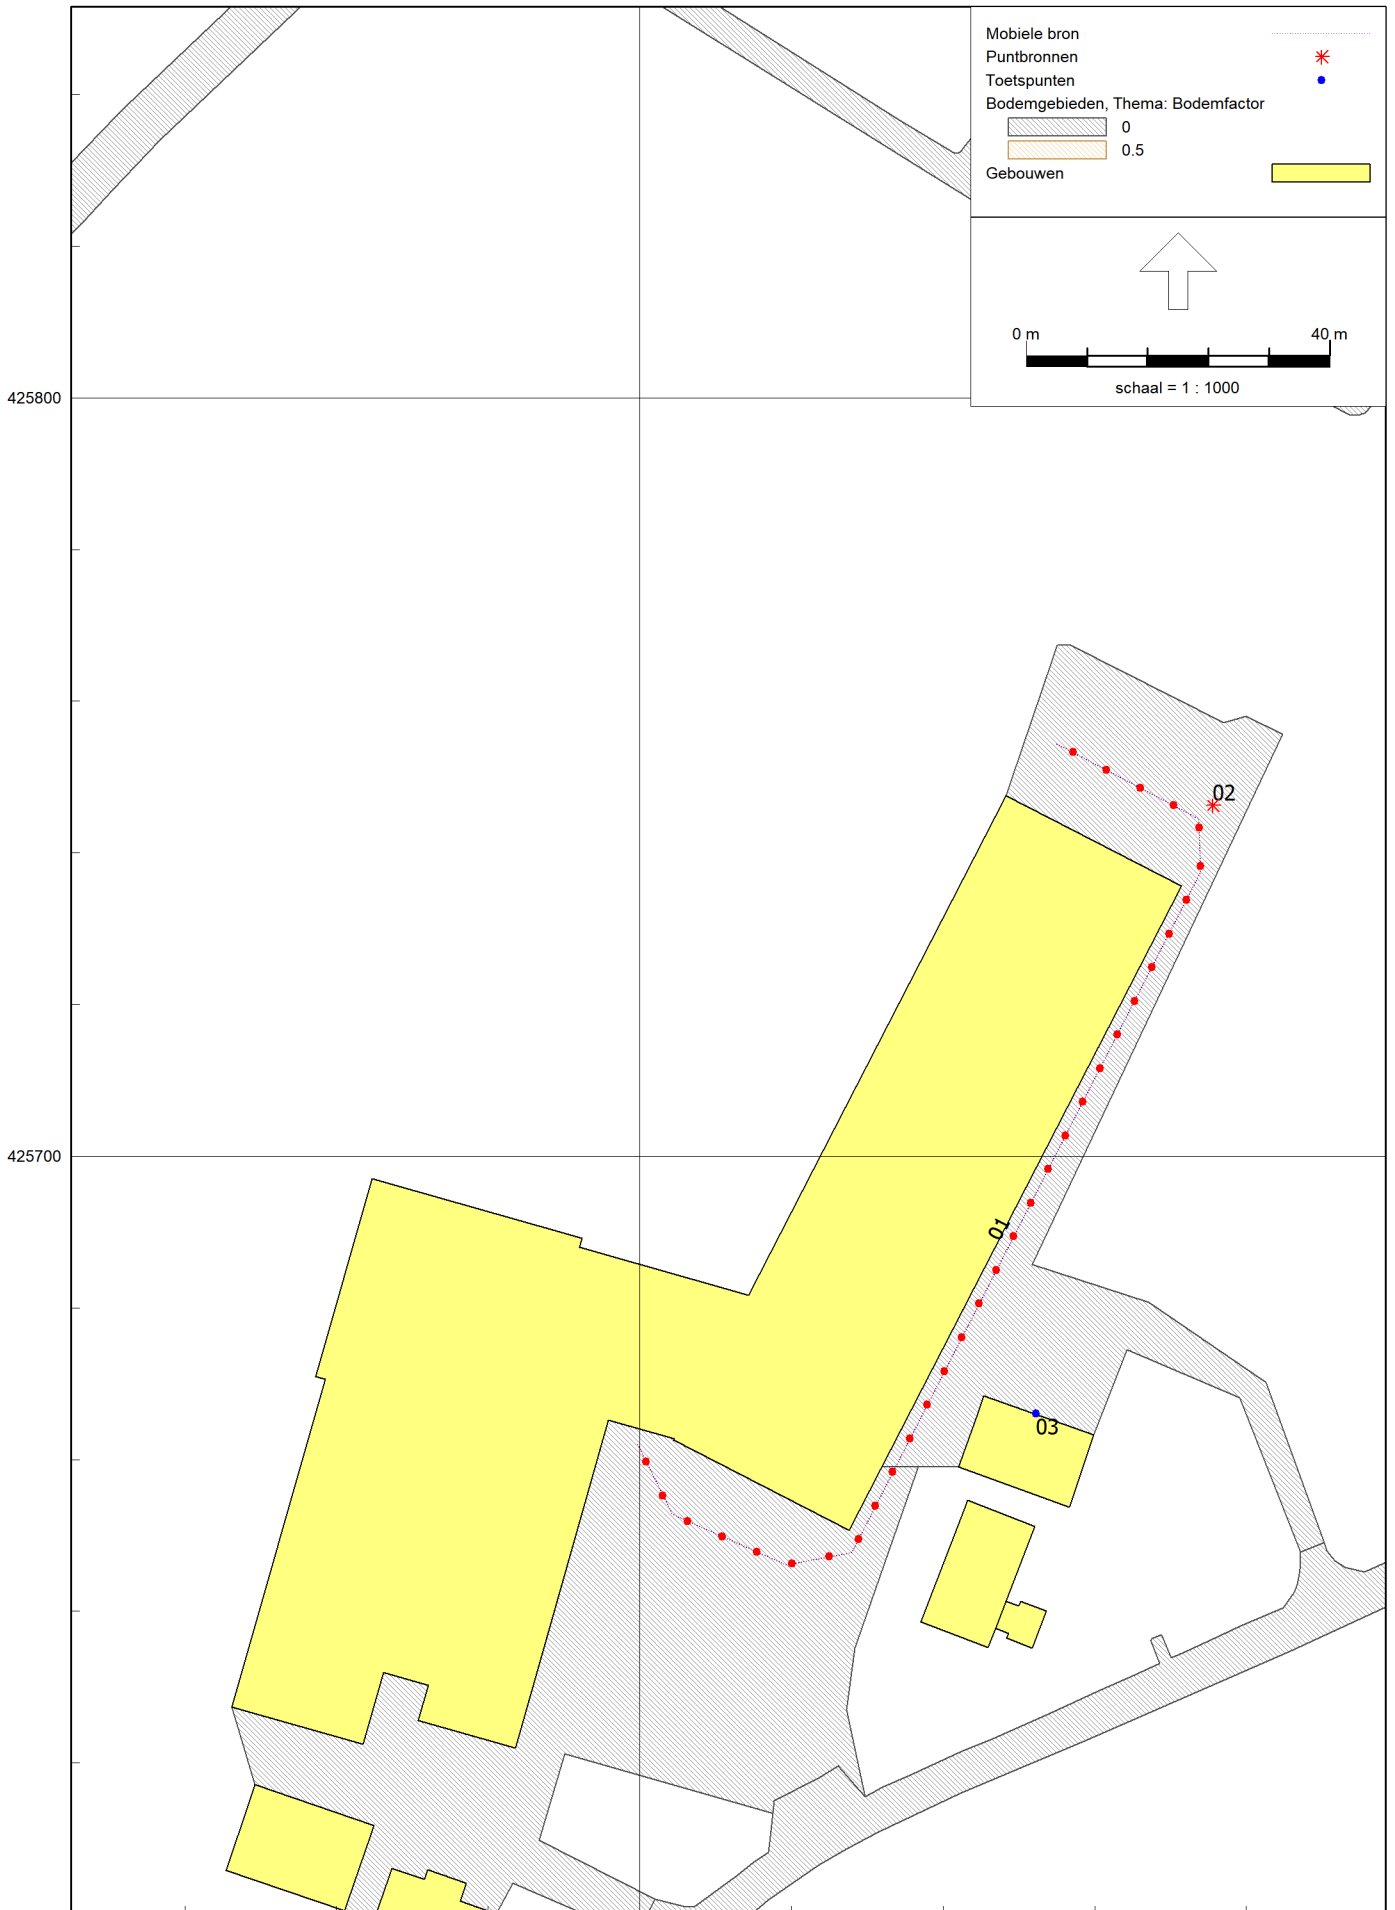 Mobiele bron
Puntbronnen
Toetspunten
Bodemgebieden, Thema: Bodemfactor
0
0.5
Gebouwen
0 m 40 m
schaal = 1 : 1000
425800
02
425700
01
03